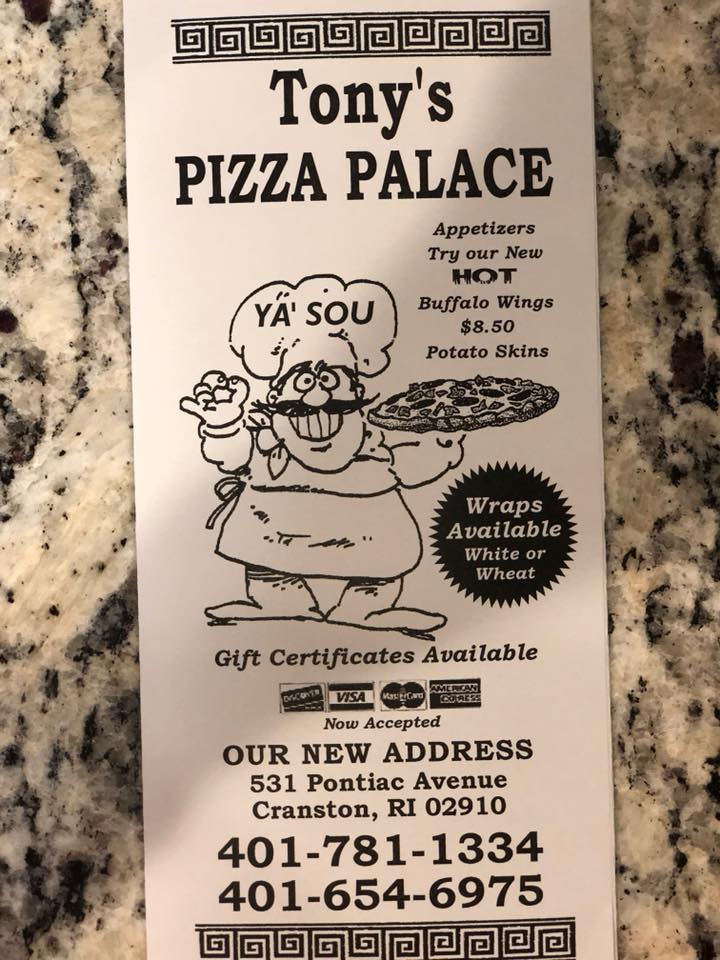 Tony's
PIZZA PALACE
Appetizers
Try our New
HOT
Buffalo Wings
$8.50
Potato Skins
YA' SOU
Wraps
Available
White or
Wheat
Gift Certificates Available
DISCOVER VISA MasterCard AMERICAN EXPRESS
Now Accepted
OUR NEW ADDRESS
531 Pontiac Avenue
Cranston, RI 02910
401-781-1334
401-654-6975